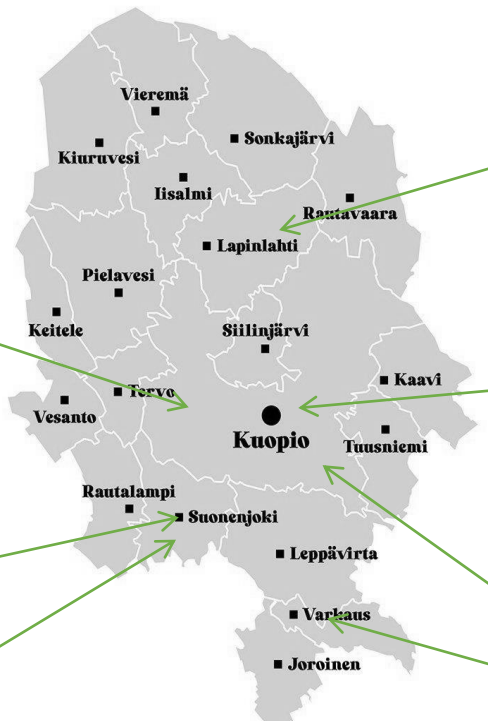 Vieremä
Sonkajärvi
Kiuruvesi
Iisalmi
Rautavaara
Lapinlahti
Pielavesi
Keitele
Siilinjärvi
Kaavi
Tervo
Vesanto
Kuopio
Tuusniemi
Rautalampi
Suonenjoki
Leppävirta
Varkaus
Joroinen